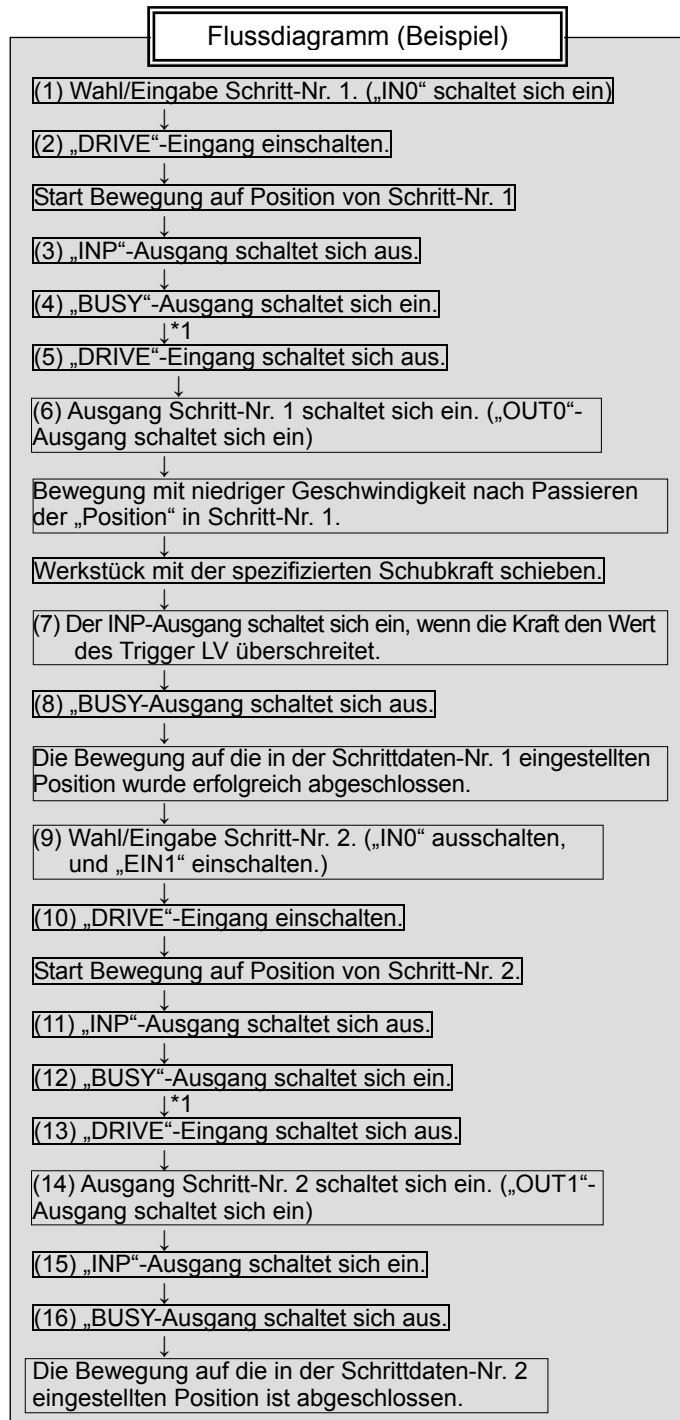 Flussdiagramm (Beispiel)
(1) Wahl/Eingabe Schritt-Nr. 1. („IN0“ schaltet sich ein)
↓
(2) „DRIVE“-Eingang einschalten.
↓
Start Bewegung auf Position von Schritt-Nr. 1
↓
(3) „INP“-Ausgang schaltet sich aus.
↓
(4) „BUSY“-Ausgang schaltet sich ein.
↓*1
(5) „DRIVE“-Eingang schaltet sich aus.
↓
(6) Ausgang Schritt-Nr. 1 schaltet sich ein. („OUT0“-
Ausgang schaltet sich ein)
↓
Bewegung mit niedriger Geschwindigkeit nach Passieren
der „Position“ in Schritt-Nr. 1.
↓
Werkstück mit der spezifizierten Schubkraft schieben.
↓
(7) Der INP-Ausgang schaltet sich ein, wenn die Kraft den Wert
des Trigger LV überschreitet.
↓
(8) „BUSY-Ausgang schaltet sich aus.
↓
Die Bewegung auf die in der Schrittdaten-Nr. 1 eingestellten
Position wurde erfolgreich abgeschlossen.
↓
(9) Wahl/Eingabe Schritt-Nr. 2. („IN0“ ausschalten,
und „EIN1“ einschalten.)
↓
(10) „DRIVE“-Eingang einschalten.
↓
Start Bewegung auf Position von Schritt-Nr. 2.
↓
(11) „INP“-Ausgang schaltet sich aus.
↓
(12) „BUSY“-Ausgang schaltet sich ein.
↓*1
(13) „DRIVE“-Eingang schaltet sich aus.
↓
(14) Ausgang Schritt-Nr. 2 schaltet sich ein. („OUT1“-
Ausgang schaltet sich ein)
↓
(15) „INP“-Ausgang schaltet sich ein.
↓
(16) „BUSY-Ausgang schaltet sich aus.
↓
Die Bewegung auf die in der Schrittdaten-Nr. 2
eingestellten Position ist abgeschlossen.